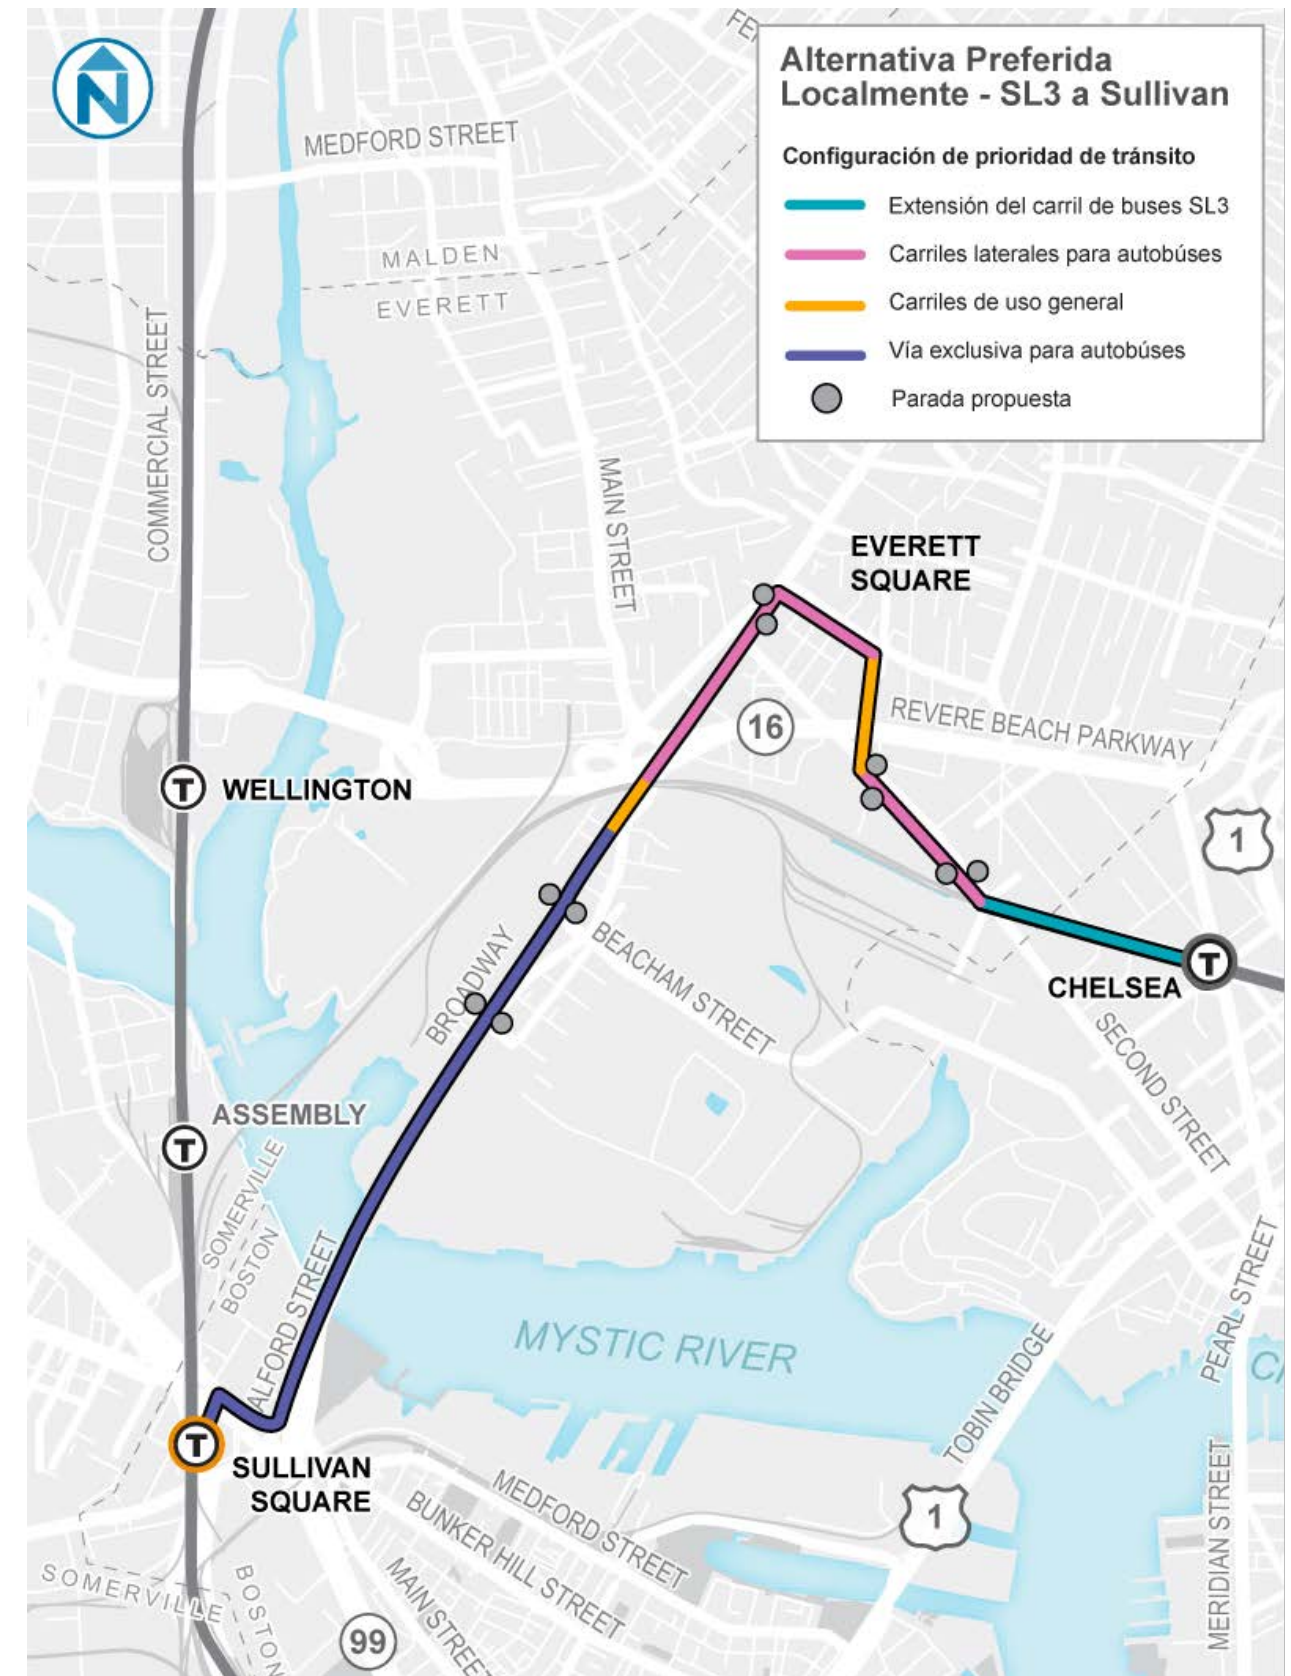 N
Alternativa Preferida
Localmente - SL3 a Sullivan
Configuración de prioridad de tránsito
Extensión del carril de buses SL3
Carriles laterales para autobúses
Carriles de uso general
Vía exclusiva para autobúses
Parada propuesta
MEDFORD STREET
MALDEN
EVERETT
COMMERCIAL STREET
MAIN STREET
EVERETT
SQUARE
16
REVERE BEACH PARKWAY
T
WELLINGTON
1
BROADWAY
BEACHAM STREET
T
CHELSEA
SECOND STREET
ASSEMBLY
T
SOMERVILLE
BOSTON
ALFORD STREET
MYSTIC RIVER
TOBIN BRIDGE
PEARL STREET
T
SULLIVAN
SQUARE
MEDFORD STREET
BUNKER HILL STREET
1
MERIDIAN STREET
SOMERVILLE
BOSTON
MAIN STREET
99